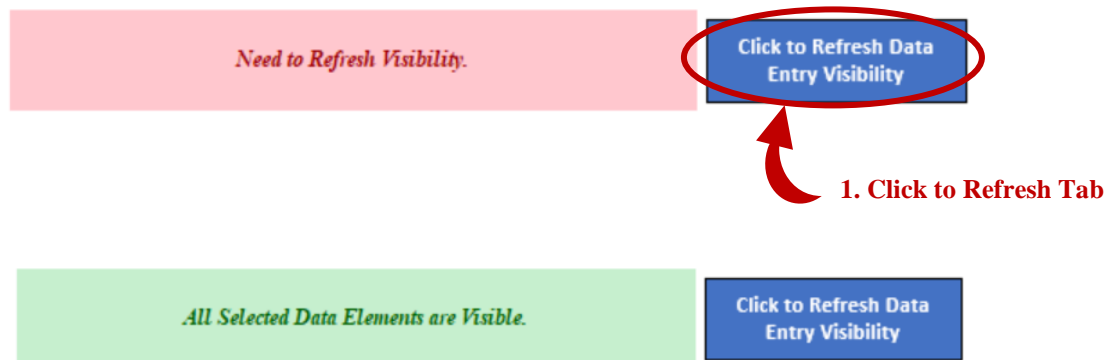 Need to Refresh Visibility.
Click to Refresh Data
Entry Visibility
1. Click to Refresh Tab
All Selected Data Elements are Visible.
Click to Refresh Data
Entry Visibility